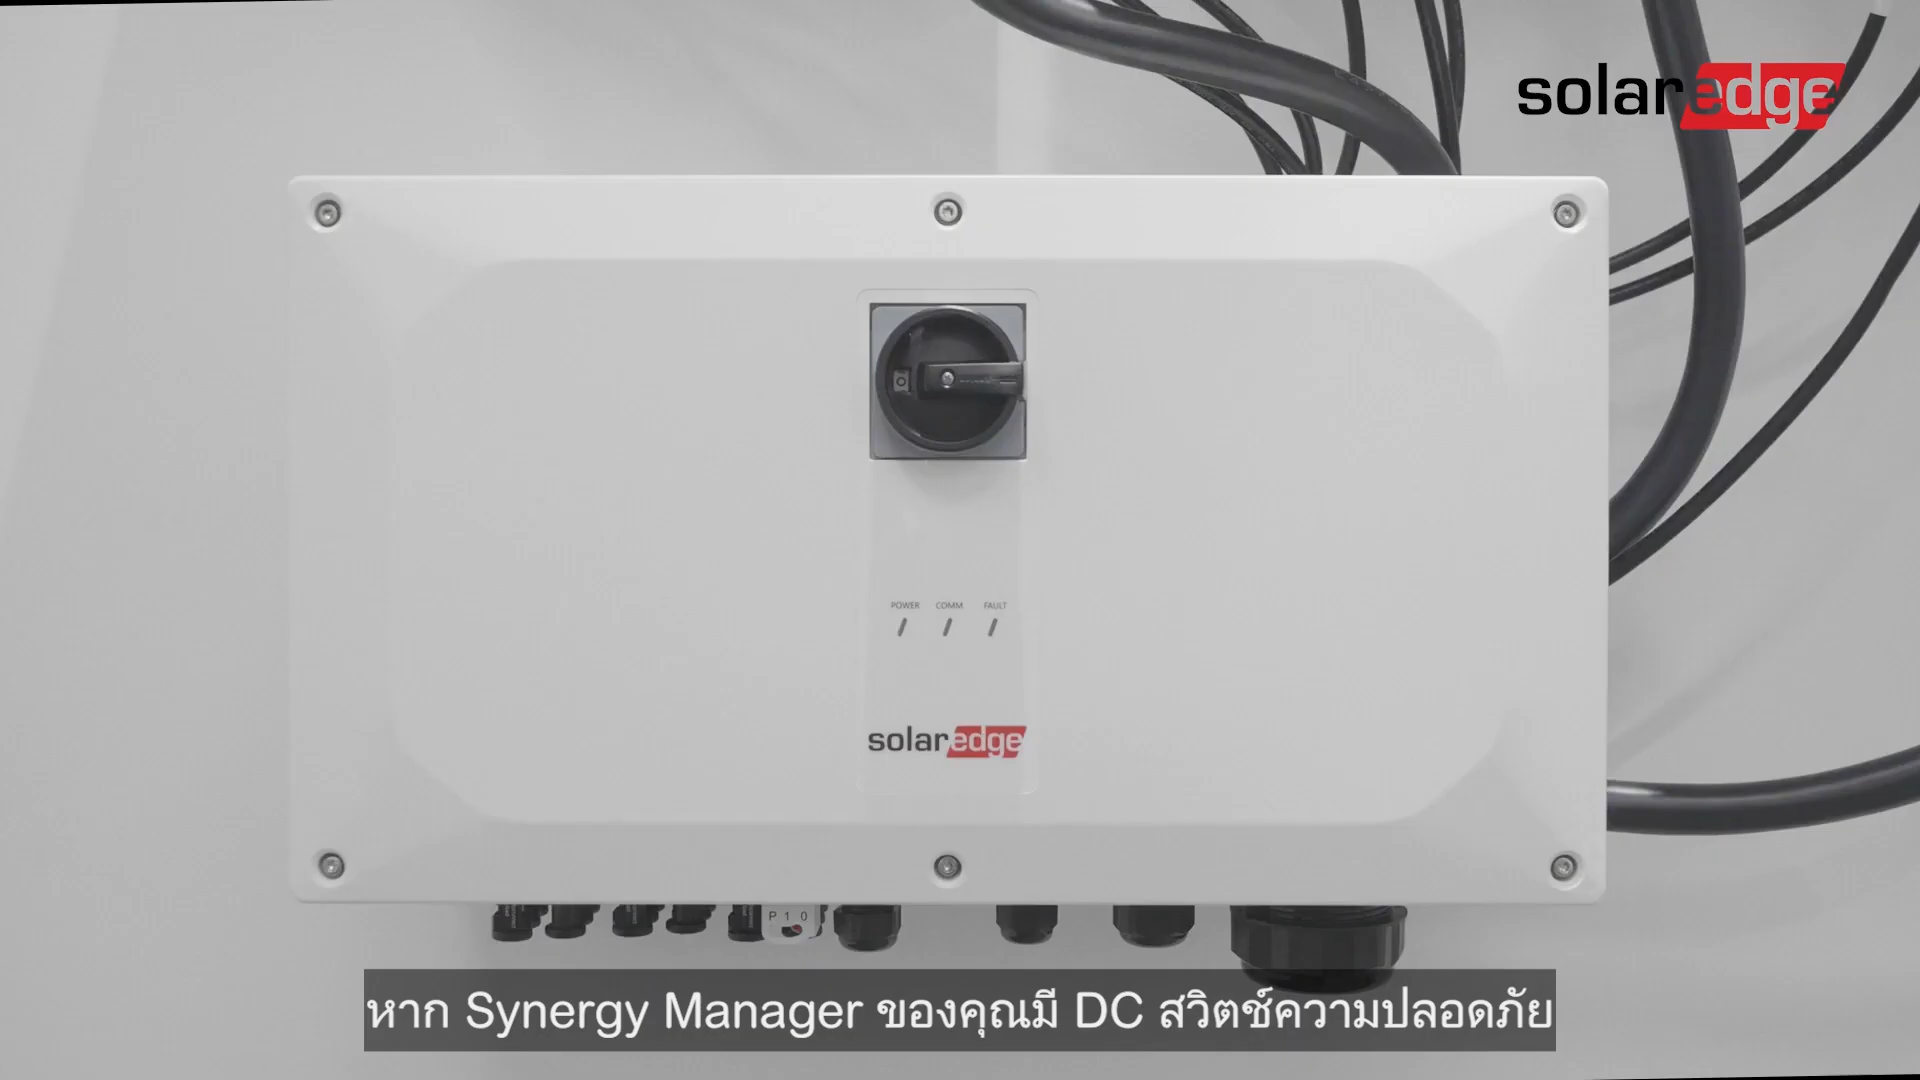 solaredge
O
POWER COMM FAULT
solaredge
P 1 0
หาก Synergy Manager ของคุณมี DC สวิตช์ความปลอดภัย